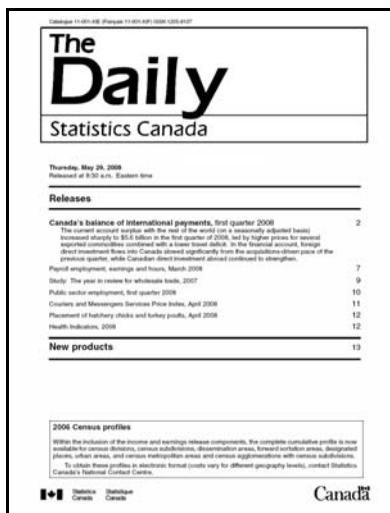 Catalogue 11-001-XIE (Français 11-001-XIF) ISSN 1205-9137
The
Daily
Statistics Canada
Thursday, May 29, 2008
Released at 8:30 a.m. Eastern time
Releases
Canada's balance of international payments, first quarter 2008 2
The current account surplus with the rest of the world (on a seasonally adjusted basis)
increased sharply to $5.6 billion in the first quarter of 2008, led by higher prices for several
exported commodities combined with a lower travel deficit. In the financial account, foreign
direct investment flows into Canada slowed significantly from the acquisitions-driven pace of the
previous quarter, while Canadian direct investment abroad continued to strengthen.
Payroll employment, earnings and hours, March 2008 7
Study: The year in review for wholesale trade, 2007 9
Public sector employment, first quarter 2008 10
Couriers and Messengers Services Price Index, April 2008 11
Placement of hatchery chicks and turkey poults, April 2008 12
Health Indicators, 2008 12
New products 13
2006 Census profiles
Within the inclusion of the income and earnings release components, the complete cumulative profile is now
available for census divisions, census subdivisions, dissemination areas, forward sortation areas, designated
places, urban areas, and census metropolitan areas and census agglomerations with census subdivisions.
To obtain these profiles in electronic format (costs vary for different geography levels), contact Statistics
Canada's National Contact Centre.
Statistics Canada Statistique Canada
Canada